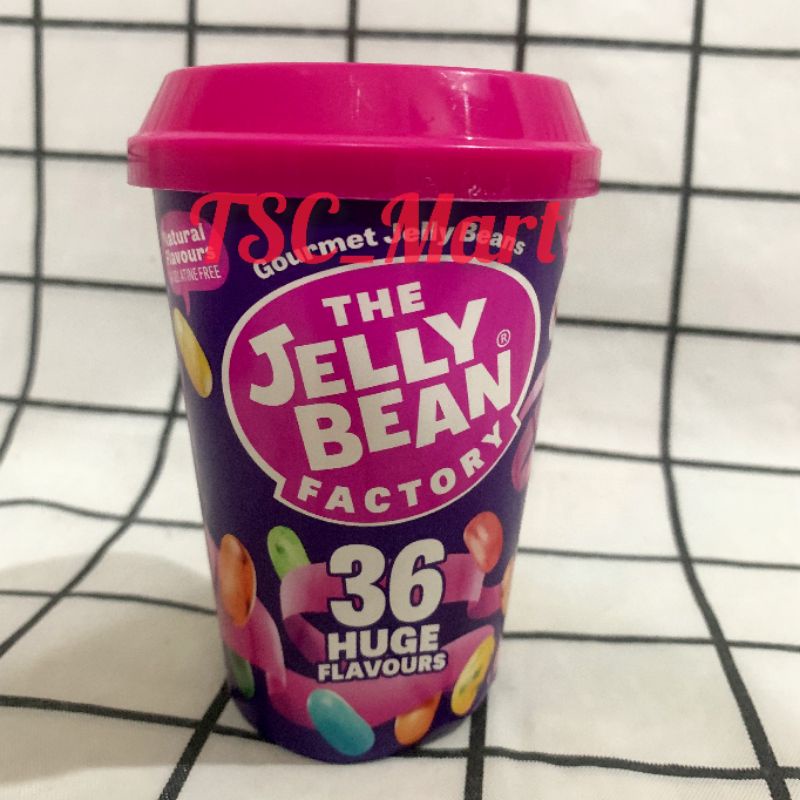 TSC_Mart
Natural
Flavours
GELATINE FREE
Gourmet Jelly Beans
THE
JELLY
BEAN®
FACTORY
36
HUGE
FLAVOURS